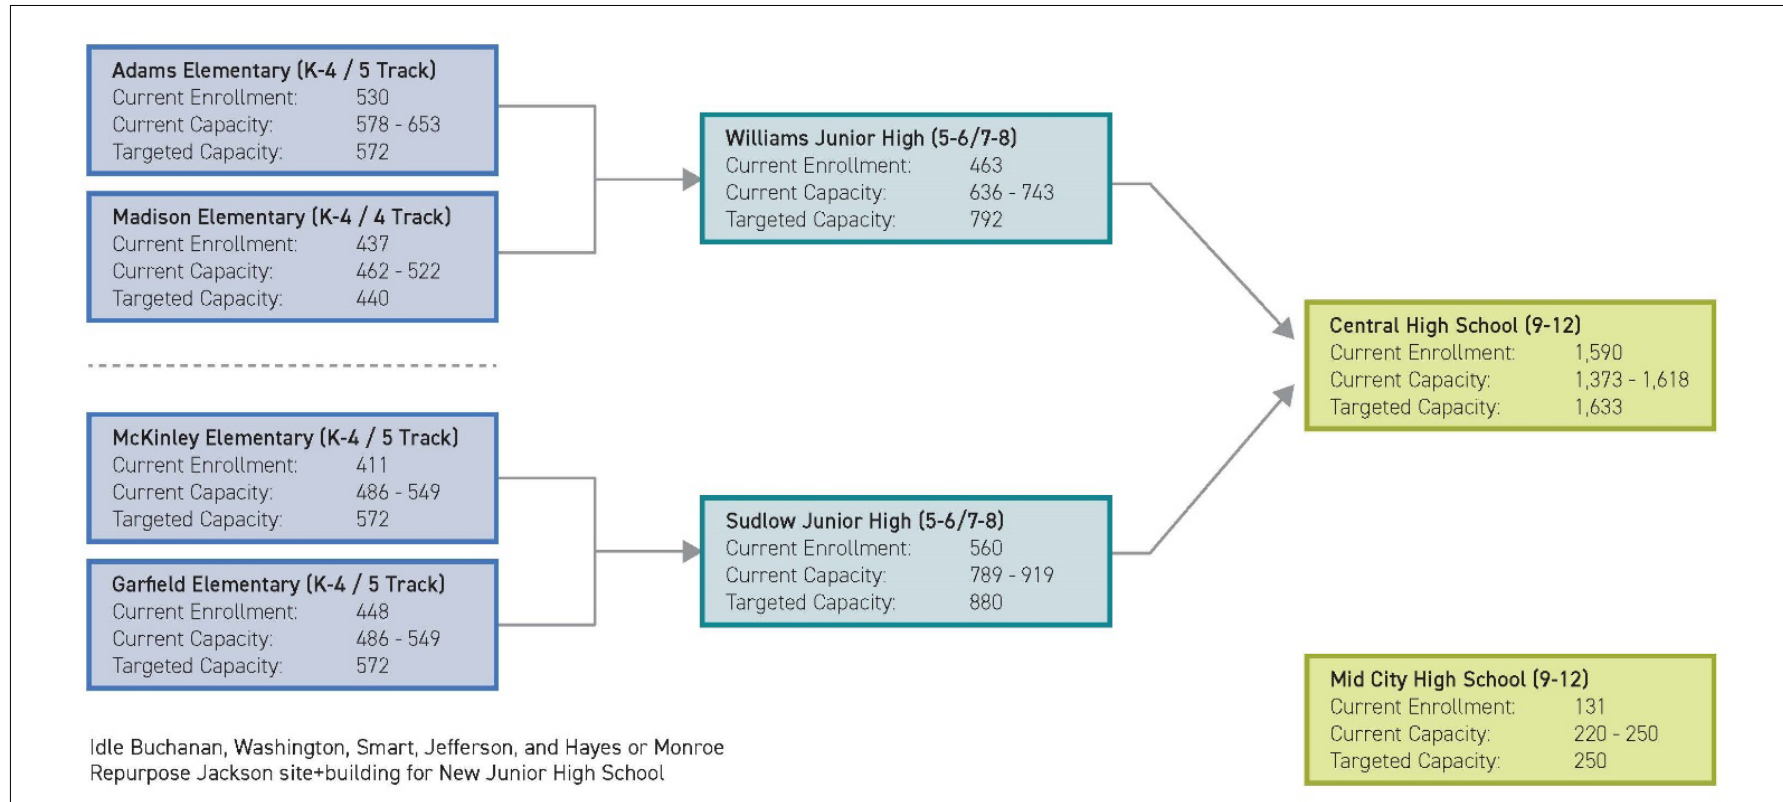 Adams Elementary (K-4 / 5 Track)
Current Enrollment: 530
Current Capacity: 578 - 653
Targeted Capacity: 572
Madison Elementary (K-4 / 4 Track)
Current Enrollment: 437
Current Capacity: 462 - 522
Targeted Capacity: 440
McKinley Elementary (K-4 / 5 Track)
Current Enrollment: 411
Current Capacity: 486 - 549
Targeted Capacity: 572
Garfield Elementary (K-4 / 5 Track)
Current Enrollment: 448
Current Capacity: 486 - 549
Targeted Capacity: 572
Idle Buchanan, Washington, Smart, Jefferson, and Hayes or Monroe
Repurpose Jackson site+building for New Junior High School
Williams Junior High (5-6/7-8)
Current Enrollment: 463
Current Capacity: 636 - 743
Targeted Capacity: 792
Sudlow Junior High (5-6/7-8)
Current Enrollment: 560
Current Capacity: 789 - 919
Targeted Capacity: 880
Central High School (9-12)
Current Enrollment: 1,590
Current Capacity: 1,373 - 1,618
Targeted Capacity: 1,633
Mid City High School (9-12)
Current Enrollment: 131
Current Capacity: 220 - 250
Targeted Capacity: 250